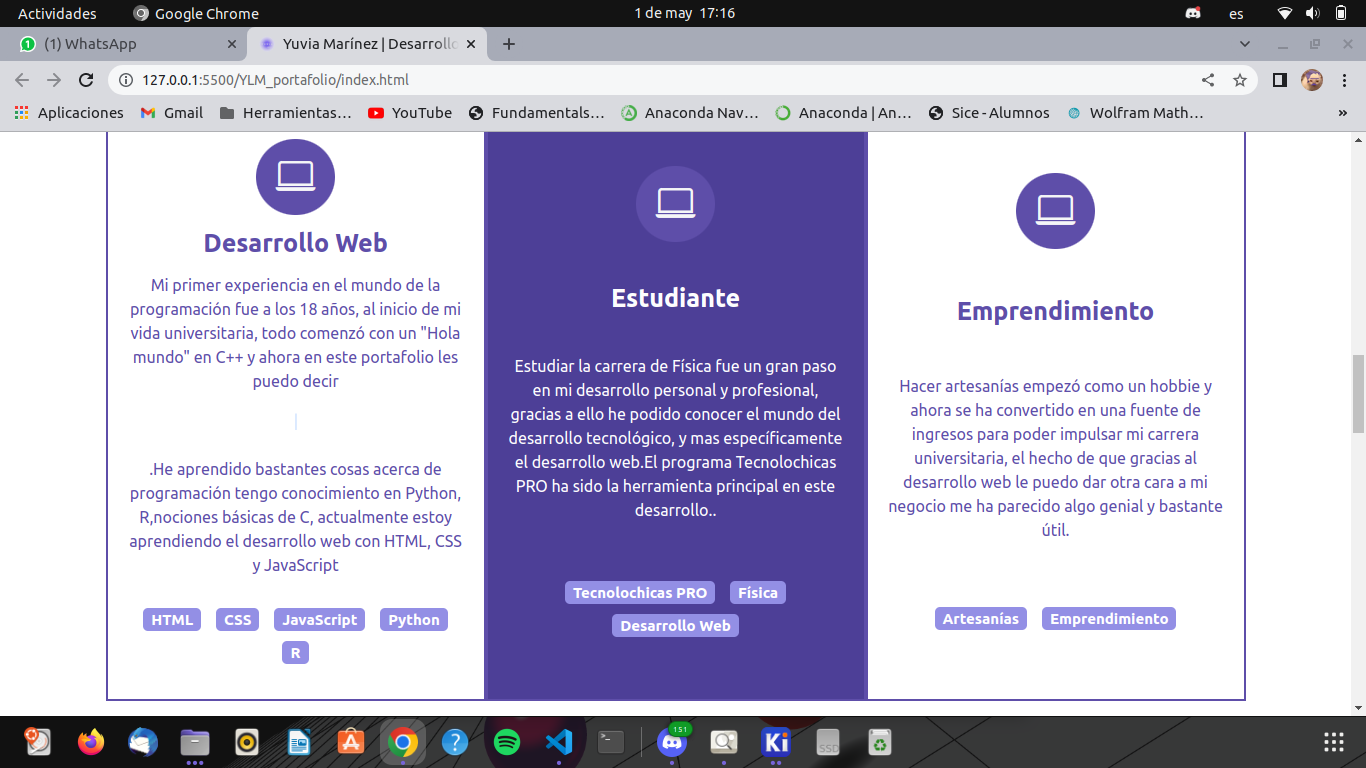 Actividades
Google Chrome
1 de may 17:16
es
(1) WhatsApp
Yuvia Marínez | Desarrollo
127.0.0.1:5500/YLM_portafolio/index.html
Aplicaciones
Gmail
Herramientas...
YouTube
Fundamentals...
Anaconda Nav...
Anaconda | An...
Sice - Alumnos
Wolfram Math...
»
Desarrollo Web
Mi primer experiencia en el mundo de la
programación fue a los 18 años, al inicio de mi
vida universitaria, todo comenzó con un "Hola
mundo" en C++ y ahora en este portafolio les
puedo decir
.He aprendido bastantes cosas acerca de
programación tengo conocimiento en Python,
R,nociones básicas de C, actualmente estoy
aprendiendo el desarrollo web con HTML, CSS
y JavaScript
HTML CSS JavaScript Python
R
Estudiante
Estudiar la carrera de Física fue un gran paso
en mi desarrollo personal y profesional,
gracias a ello he podido conocer el mundo del
desarrollo tecnológico, y mas específicamente
el desarrollo web.El programa Tecnolochicas
PRO ha sido la herramienta principal en este
desarrollo..
Tecnolochicas PRO Física
Desarrollo Web
Emprendimiento
Hacer artesanías empezó como un hobbie y
ahora se ha convertido en una fuente de
ingresos para poder impulsar mi carrera
universitaria, el hecho de que gracias al
desarrollo web le puedo dar otra cara a mi
negocio me ha parecido algo genial y bastante
útil.
Artesanías Emprendimiento
151
Ki
SSD